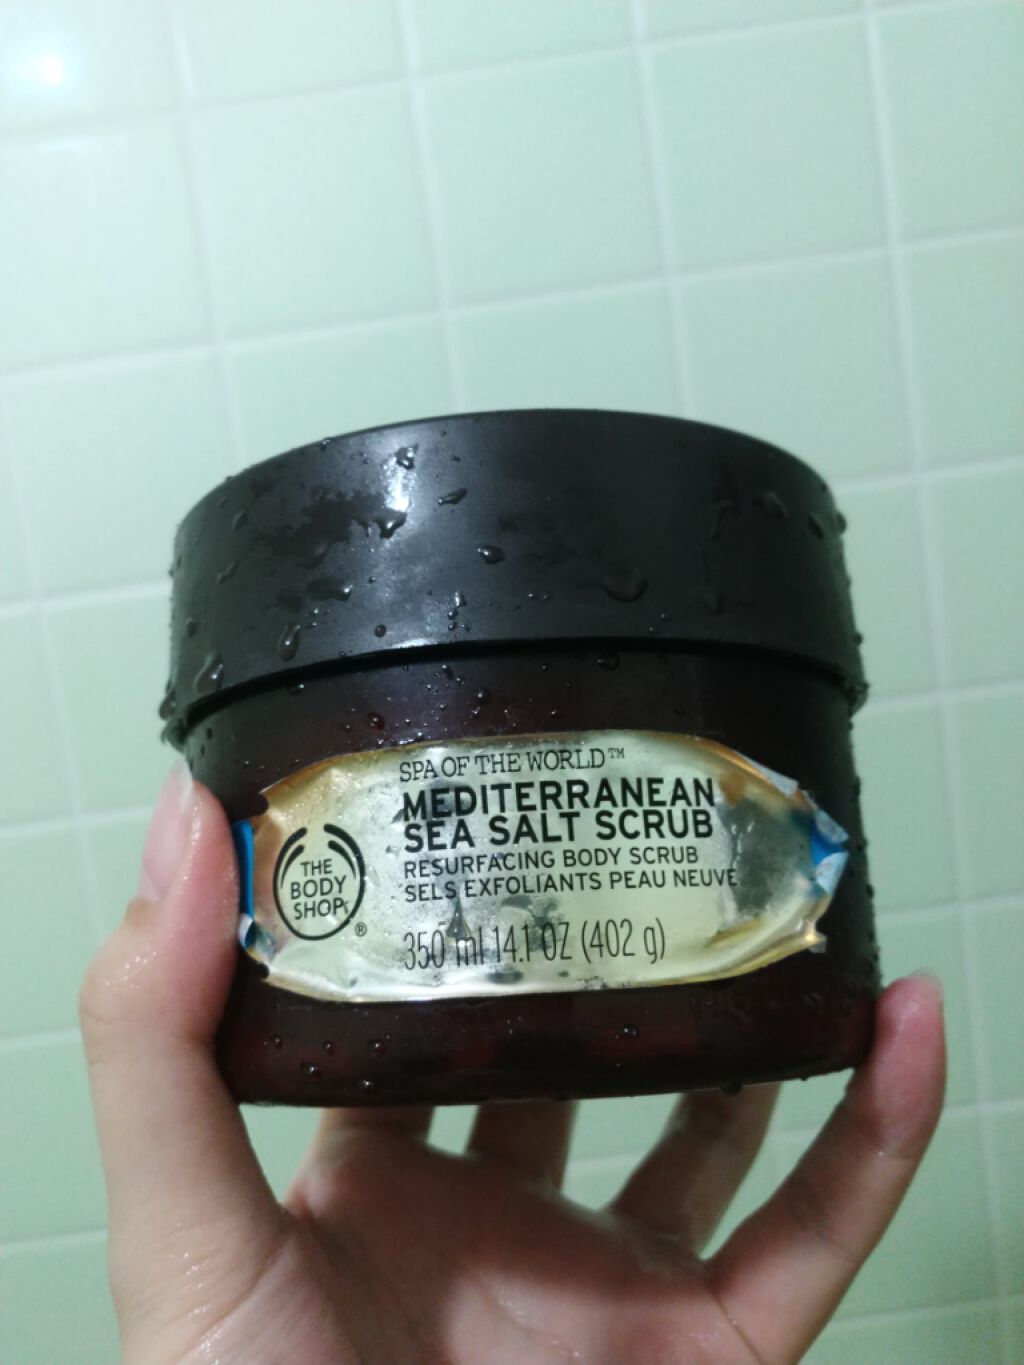 SPA OF THE WORLD™
MEDITERRANEAN
SEA SALT SCRUB
RESURFACING BODY SCRUB
SELS EXFOLIANTS PEAU NEUVE
350 ml 14.1 OZ (402 g)
THE
BODY
SHOP
®